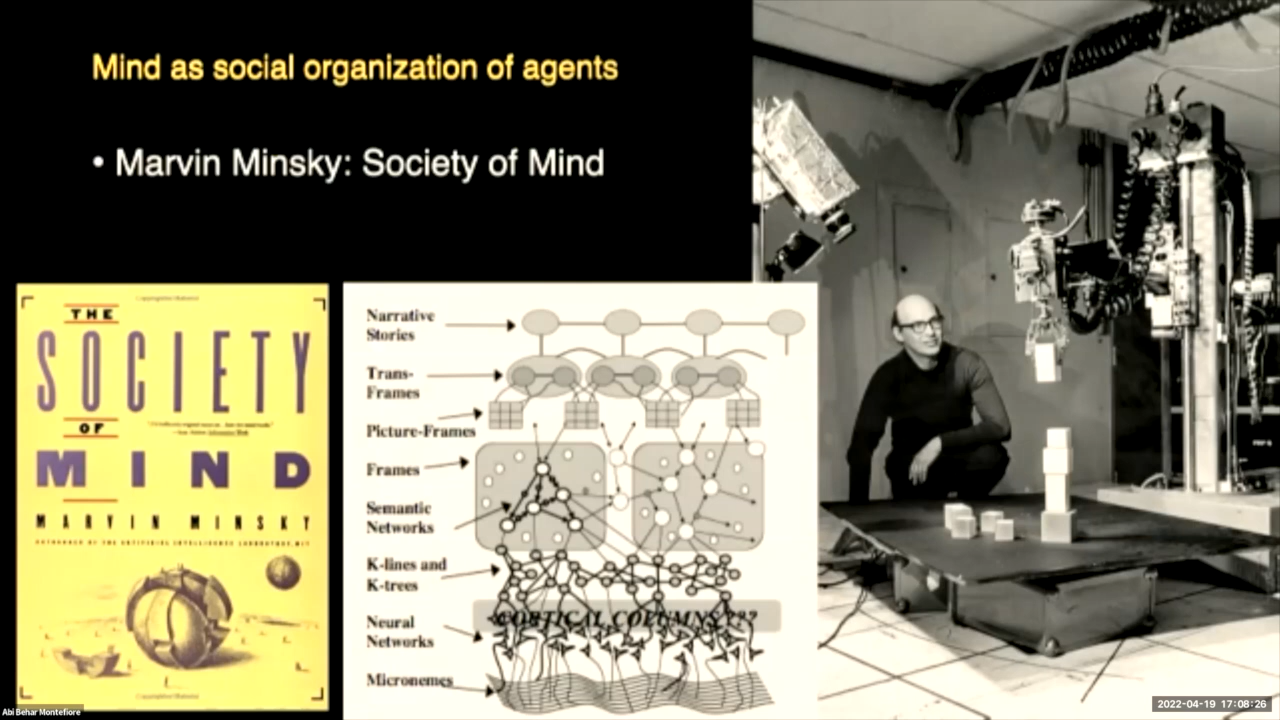 Mind as social organization of agents
• Marvin Minsky: Society of Mind
THE
SOCIETY
OF
MIND
MARVIN MINSKY
Narrative
Stories
Trans-
Frames
Picture-Frames
Frames
Semantic
Networks
K-lines and
K-trees
CORTICAL COLUMNS ???
Neural
Networks
Micronemes
Abi Behar Montefiore
2022-04-19 17:08:26